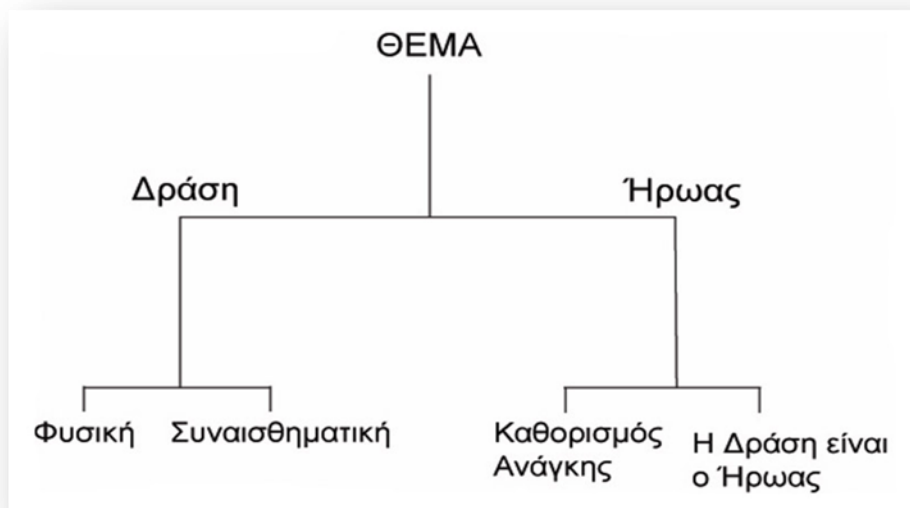 ΘΕΜΑ
Δράση
Ήρωας
Φυσική
Συναισθηματική
Καθορισμός
Ανάγκης
Η Δράση είναι
ο Ήρωας